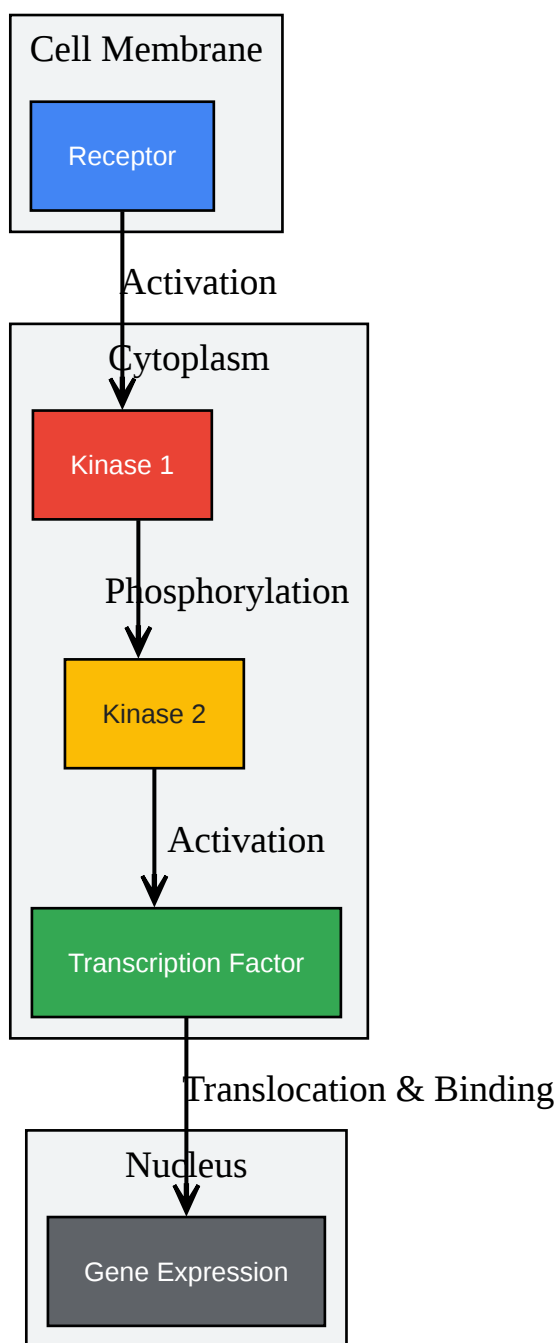 Cell Membrane
Receptor
Activation
Cytoplasm
Kinase 1
Phosphorylation
Kinase 2
Activation
Transcription Factor
Translocation & Binding
Nucleus
Gene Expression